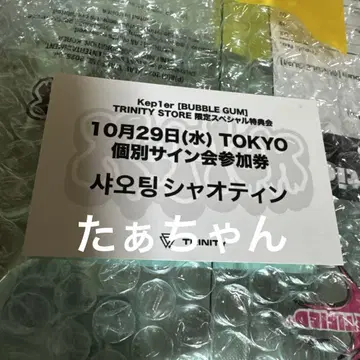 Kep1er [BUBBLE GUM]
TRINITY STORE 限定スペシャル特典会
10月29日(水) TOKYO
個別サイン会参加券
샤오팅 シャオティン
たぁちゃん
TRINITY